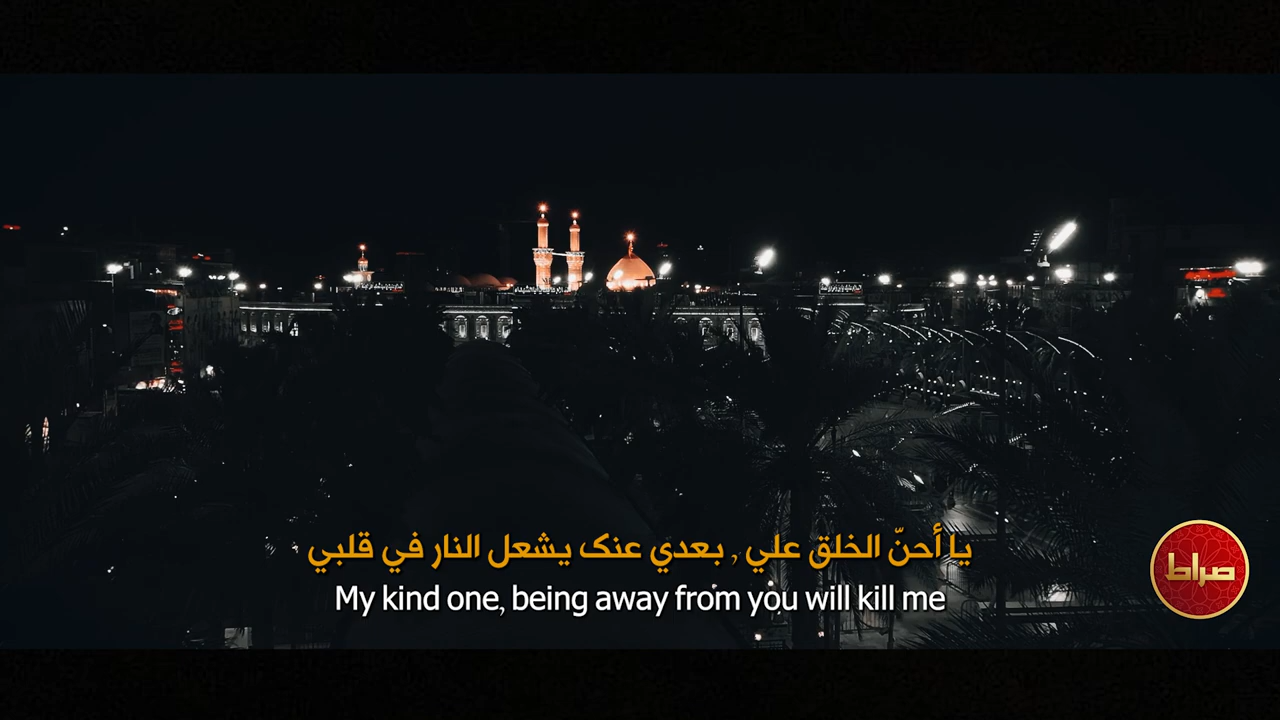 يا أحنّ الخلق علي , بعدي عنک يشعل النار في قلبي
My kind one, being away from you will kill me
صراط